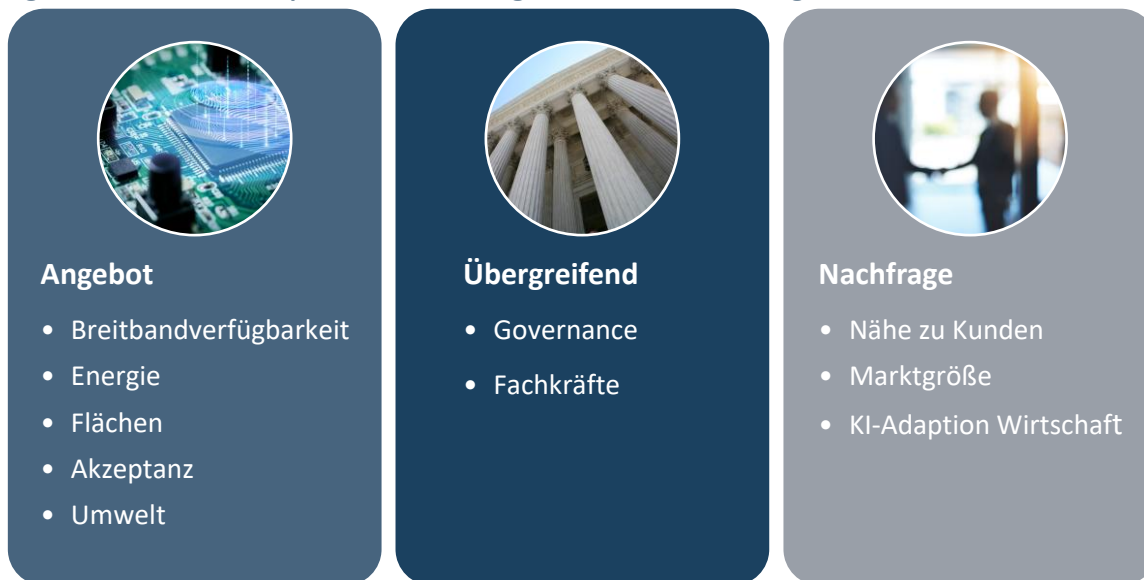 Angebot
• Breitbandverfügbarkeit
• Energie
• Flächen
• Akzeptanz
• Umwelt
Übergreifend
• Governance
• Fachkräfte
Nachfrage
• Nähe zu Kunden
• Marktgröße
• KI-Adaption Wirtschaft